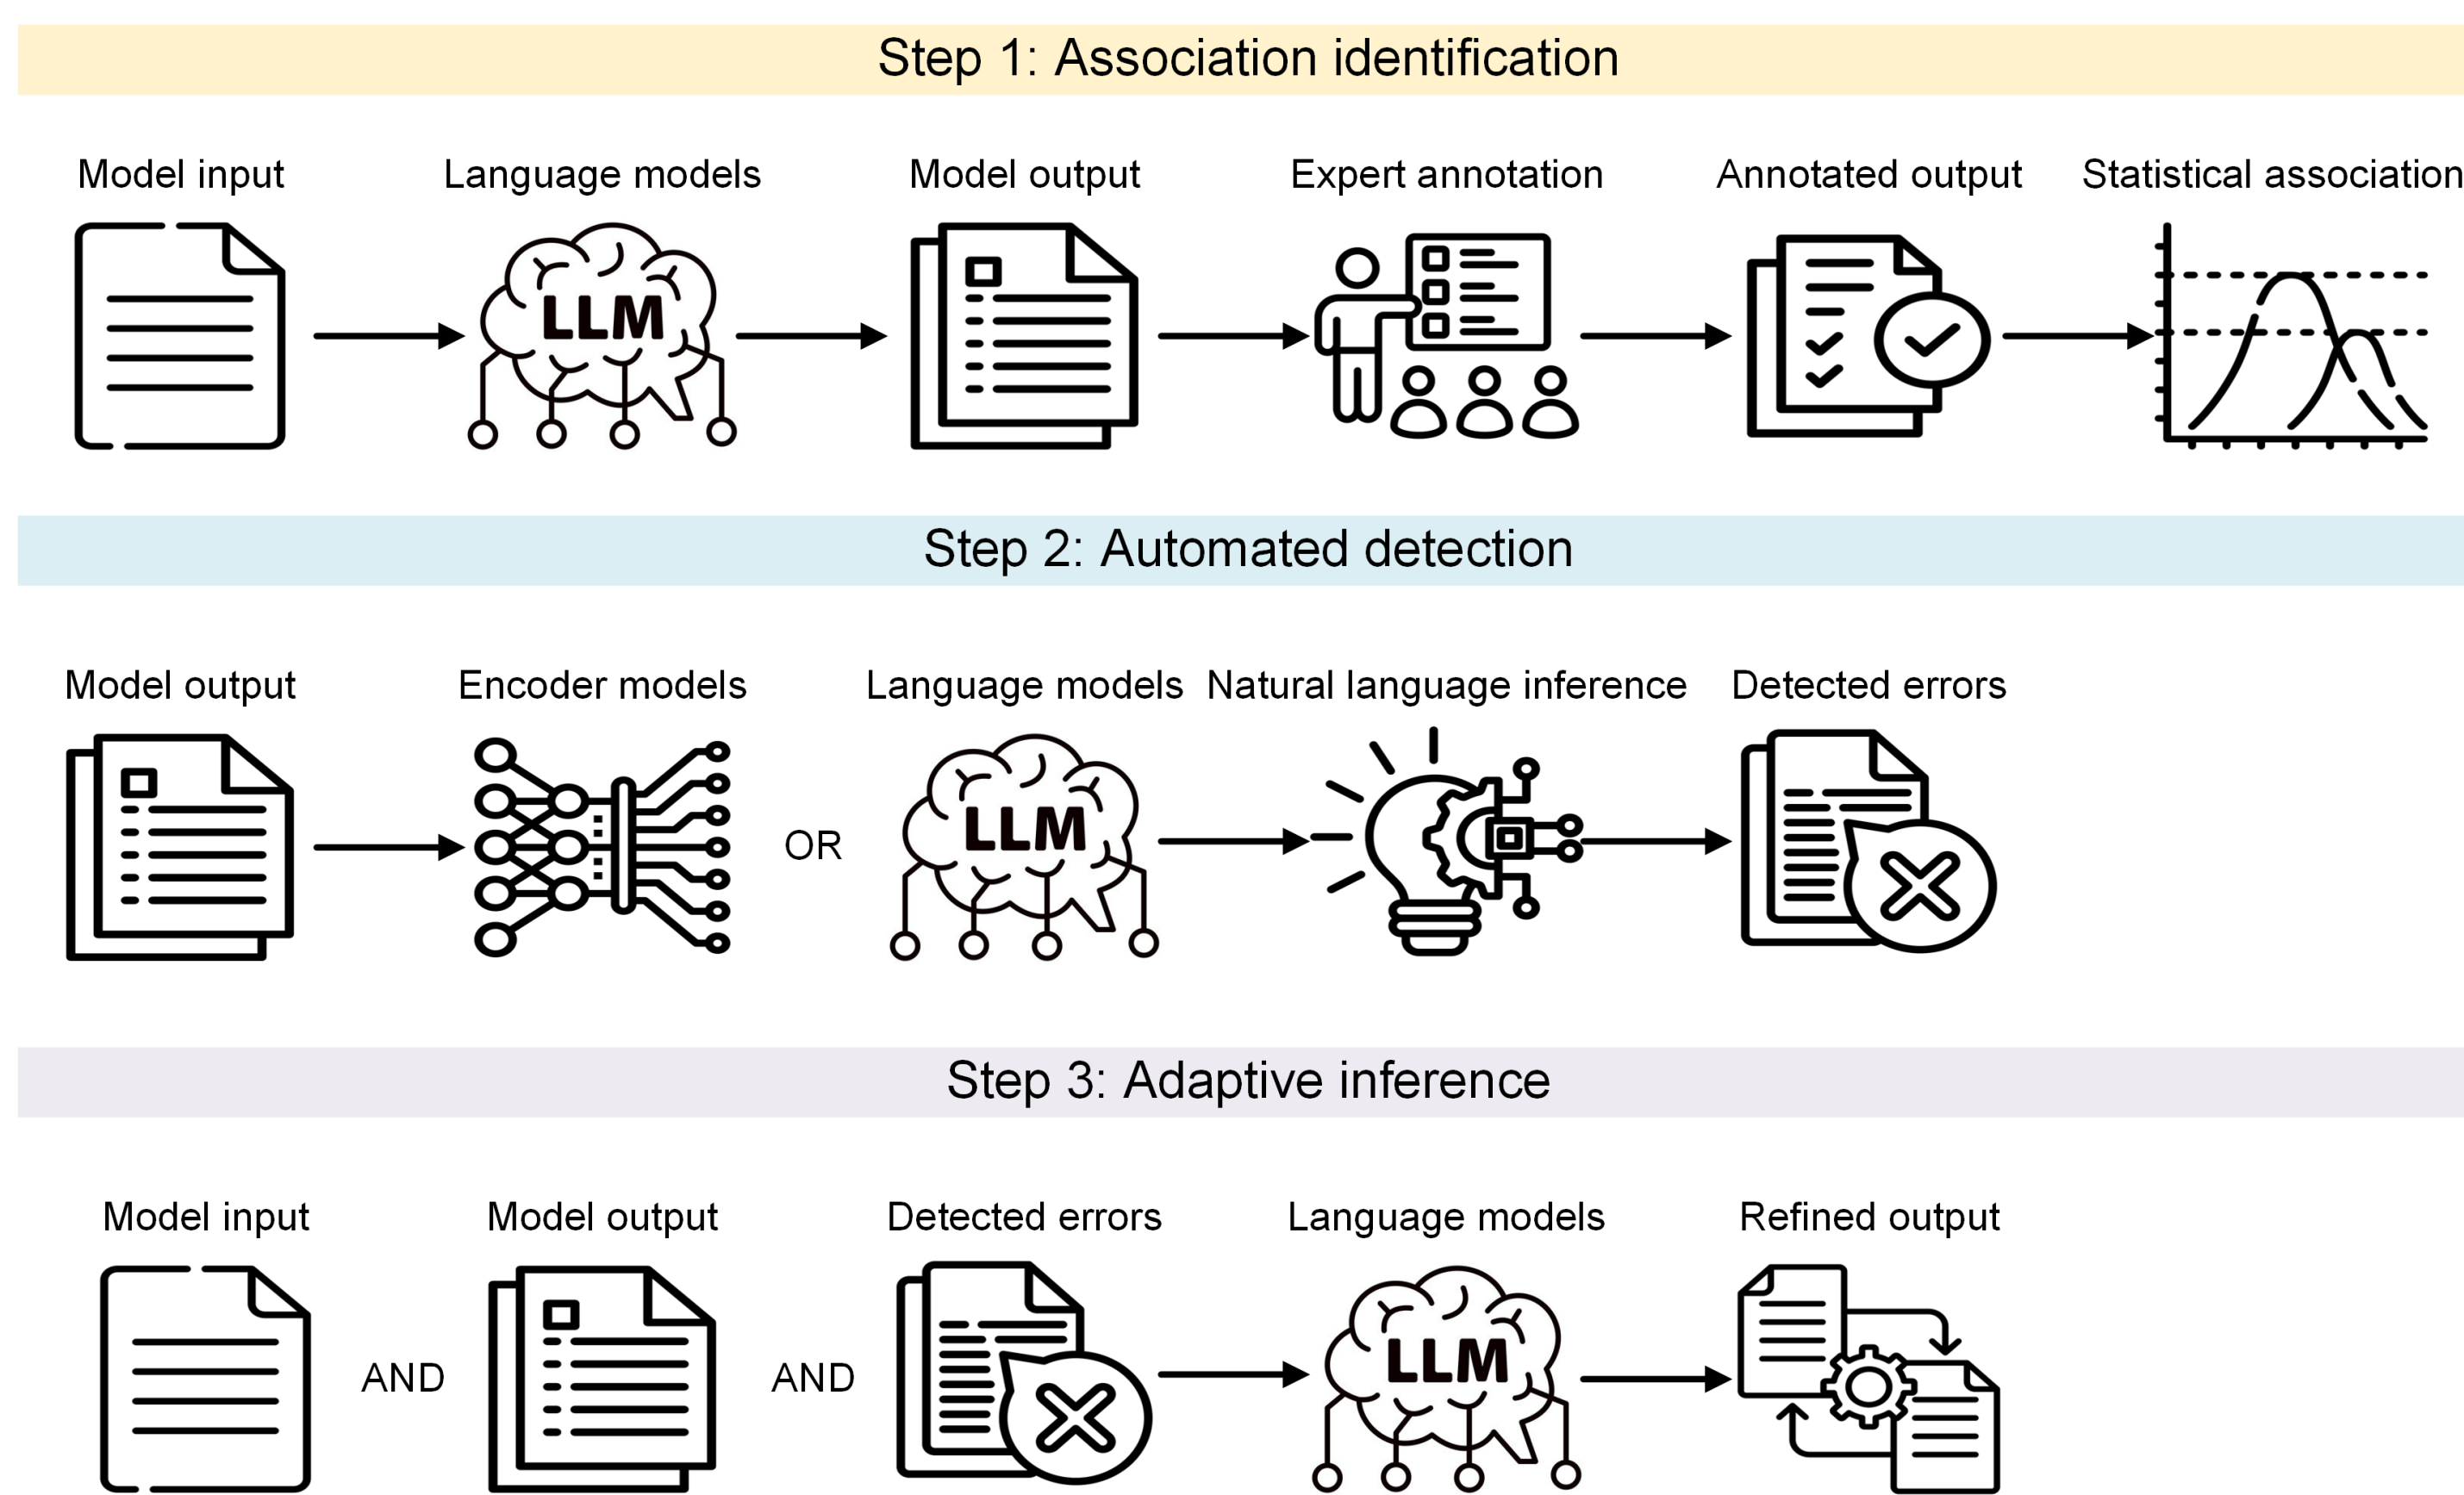 Step 1: Association identification
Model input
Language models
Model output
Expert annotation
Annotated output
Statistical association
LLM
Step 2: Automated detection
Model output
Encoder models
Language models
Natural language inference
Detected errors
OR
LLM
Step 3: Adaptive inference
Model input
Model output
Detected errors
Language models
Refined output
AND
AND
LLM